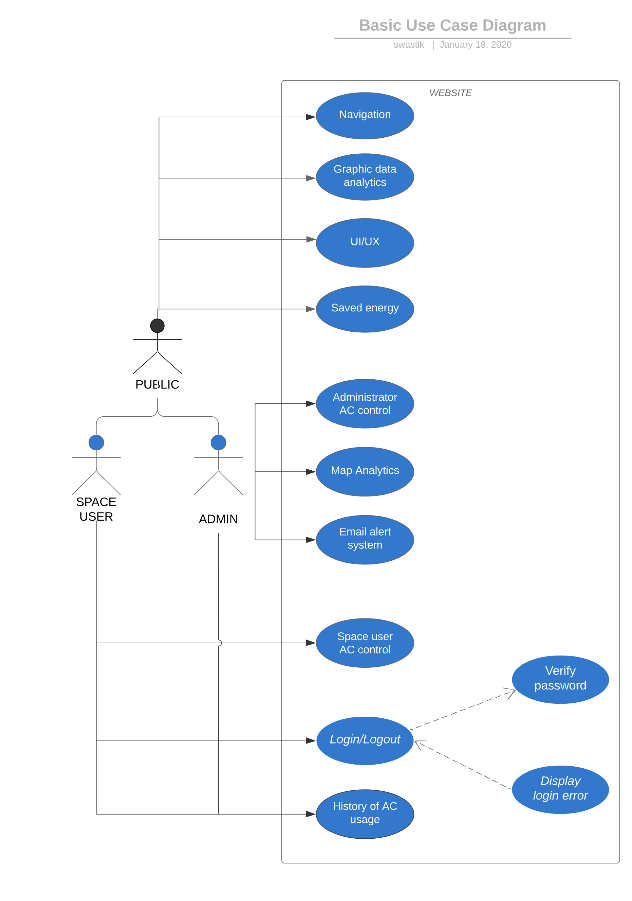 Basic Use Case Diagram
swastik | January 18, 2020
WEBSITE
Navigation
Graphic data
analytics
UI/UX
Saved energy
PUBLIC
Administrator
AC control
SPACE
USER
Map Analytics
ADMIN
Email alert
system
Space user
AC control
Verify
password
Login/Logout
Display
login error
History of AC
usage